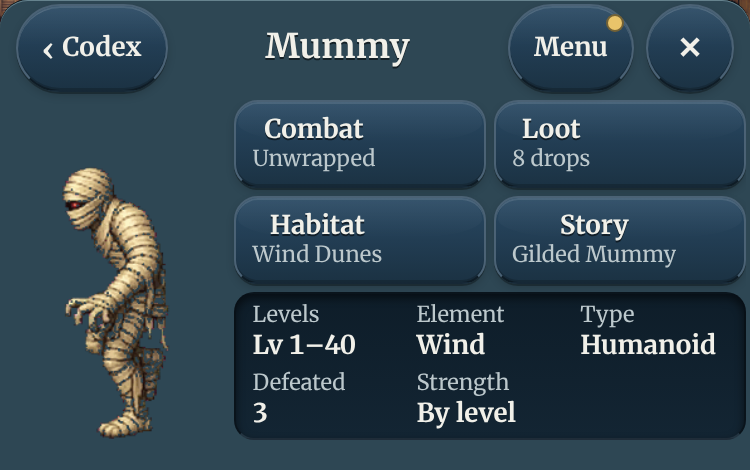 ‹ Codex
Mummy
Menu
×
Combat
Unwrapped
Loot
8 drops
Habitat
Wind Dunes
Story
Gilded Mummy
Levels
Element
Type
Lv 1–40
Wind
Humanoid
Defeated
Strength
3
By level